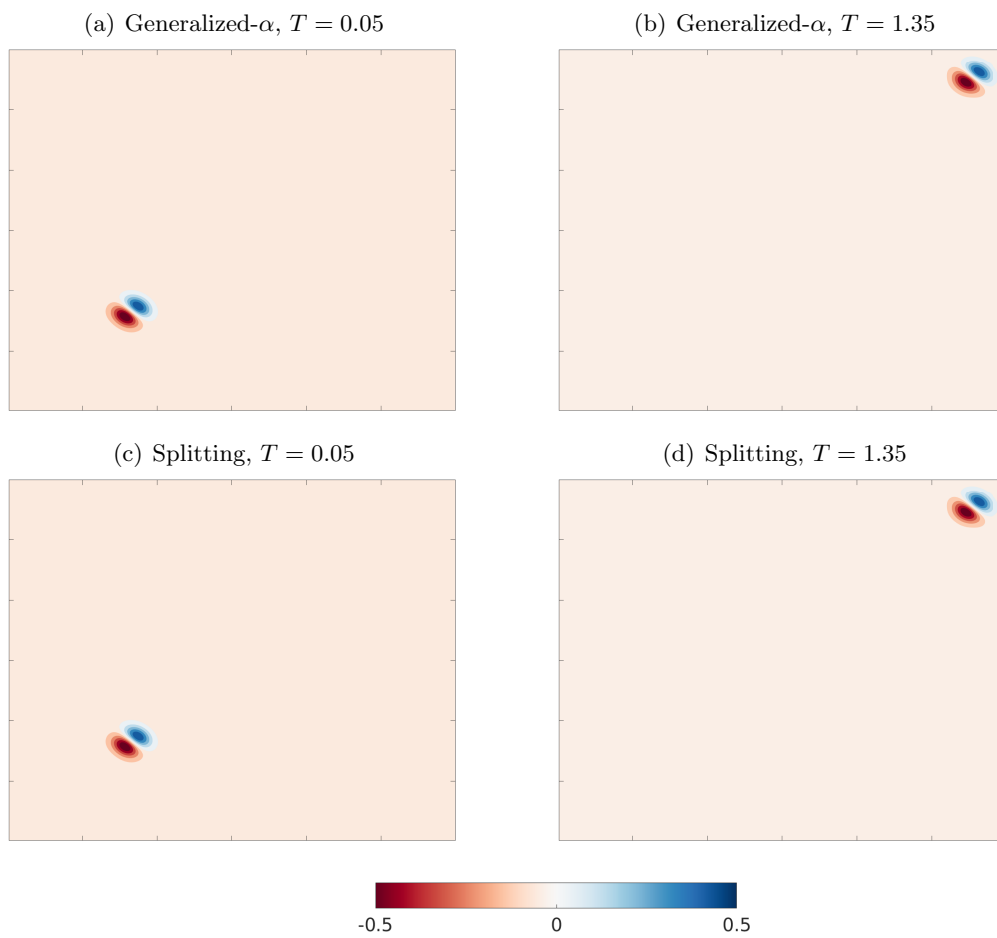 (a) Generalized-α, T = 0.05
(b) Generalized-α, T = 1.35
(c) Splitting, T = 0.05
(d) Splitting, T = 1.35
-0.5 0 0.5